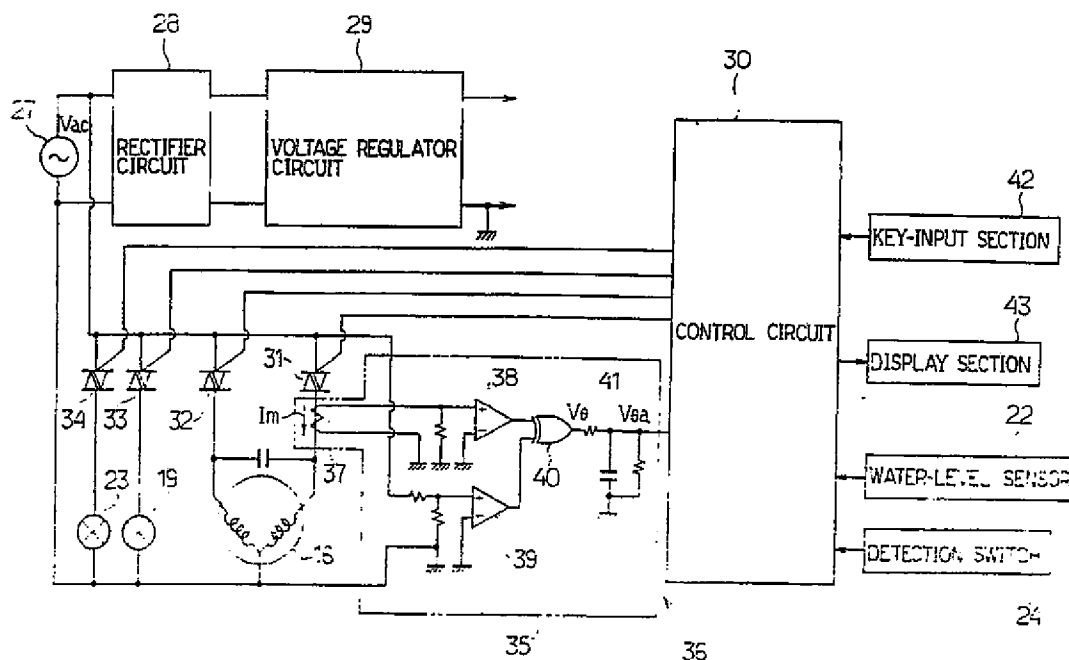 28
29
30
27
Vac
RECTIFIER
CIRCUIT
VOLTAGE REGULATOR
CIRCUIT
42
KEY-INPUT SECTION
43
CONTROL CIRCUIT
DISPLAY SECTION
31
38
41
34
33
32
Im
Vθ
Vθa
22
37
40
WATER-LEVEL SENSOR
23
19
16
39
DETECTION SWITCH
35
36
24